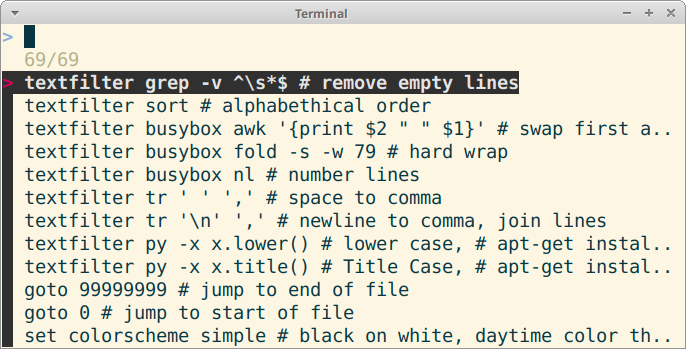 Terminal
>
69/69
> textfilter grep -v ^\s*$ # remove empty lines
textfilter sort # alphabethical order
textfilter busybox awk '{print $2 " " $1}' # swap first a..
textfilter busybox fold -s -w 79 # hard wrap
textfilter busybox nl # number lines
textfilter tr ' ' ',' # space to comma
textfilter tr '\n' ',' # newline to comma, join lines
textfilter py -x x.lower() # lower case, # apt-get instal..
textfilter py -x x.title() # Title Case, # apt-get instal..
goto 99999999 # jump to end of file
goto 0 # jump to start of file
set colorscheme simple # black on white, daytime color th..